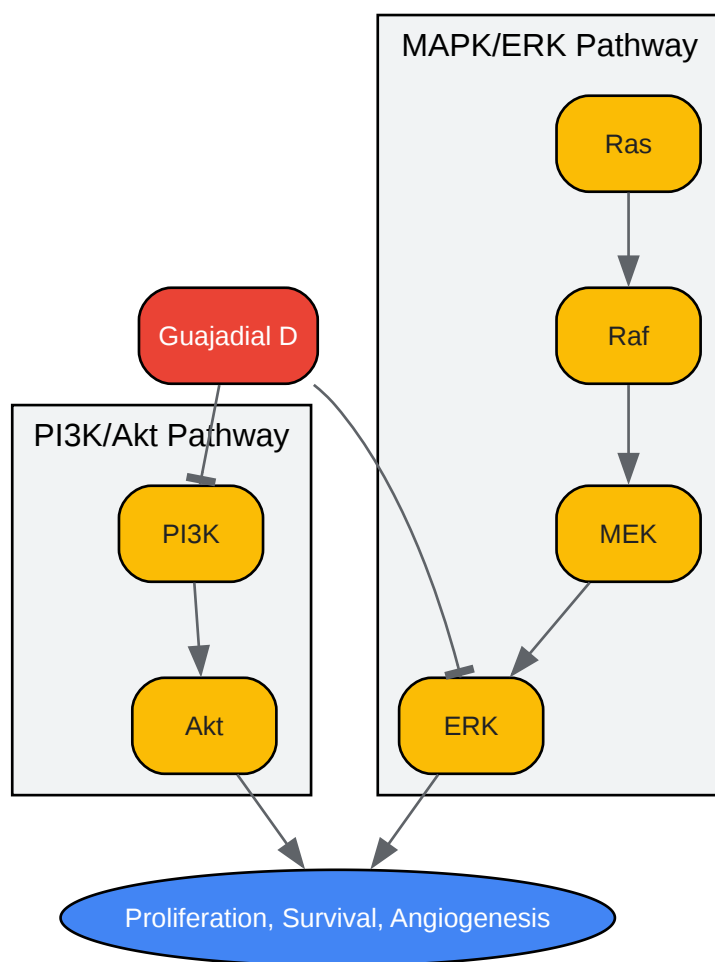 MAPK/ERK Pathway
Ras
Raf
Guajadial D
PI3K/Akt Pathway
PI3K
MEK
Akt
ERK
Proliferation, Survival, Angiogenesis